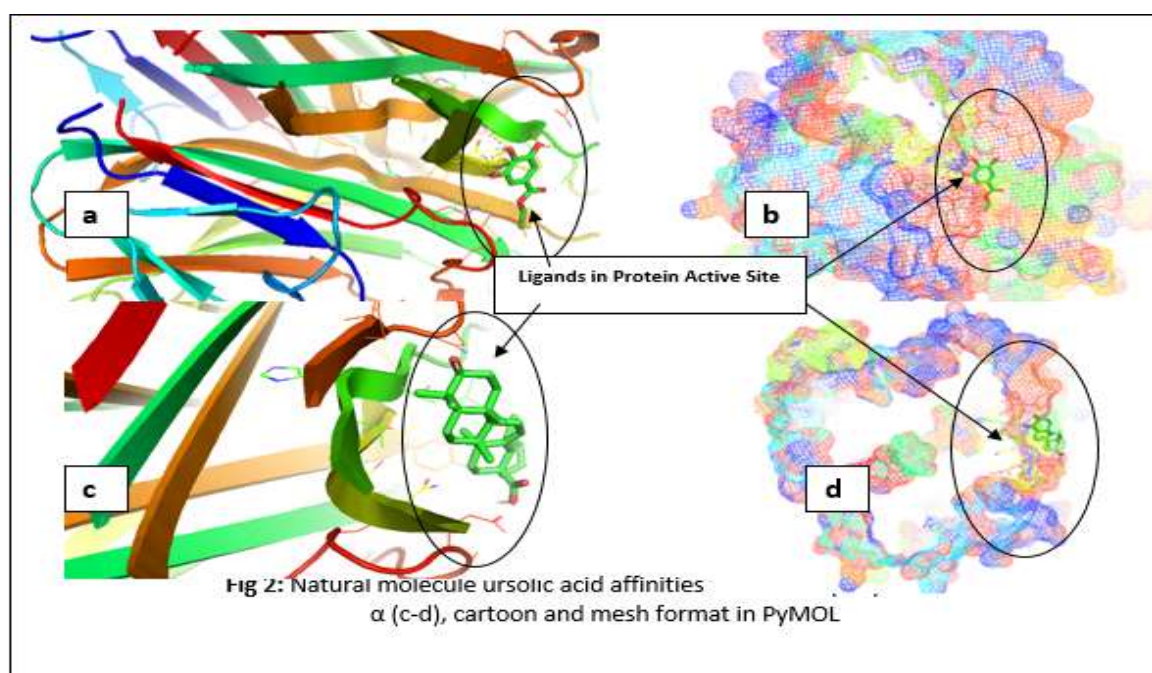 a
b
Ligands in Protein Active Site
c
d
Fig 2: Natural molecule ursolic acid affinities
α (c-d), cartoon and mesh format in PyMOL